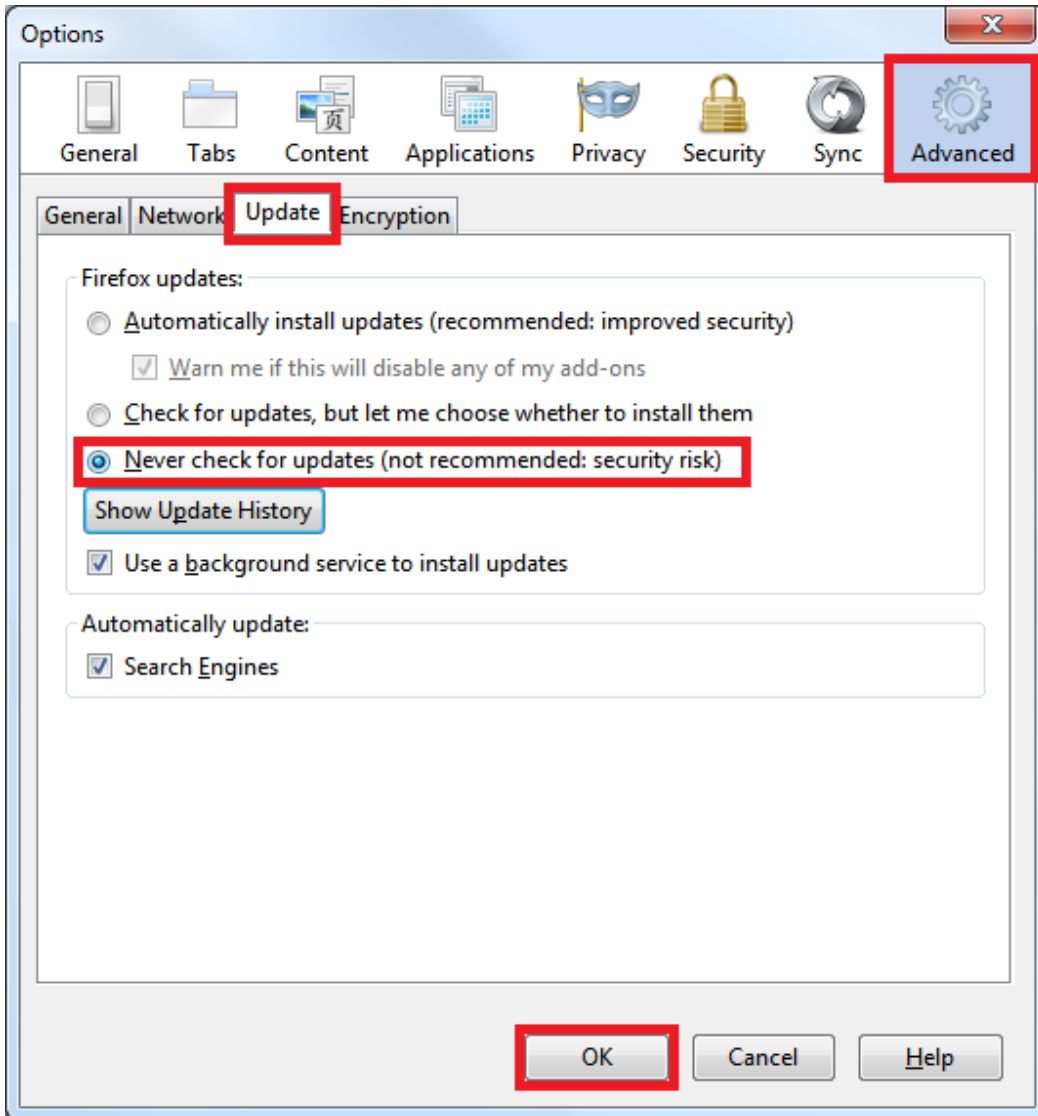 Options
X
页
General Tabs Content Applications Privacy Security Sync Advanced
General Network Update Encryption
Firefox updates:
Automatically install updates (recommended: improved security)
Warn me if this will disable any of my add-ons
Check for updates, but let me choose whether to install them
Never check for updates (not recommended: security risk)
Show Update History
Use a background service to install updates
Automatically update:
Search Engines
OK Cancel Help